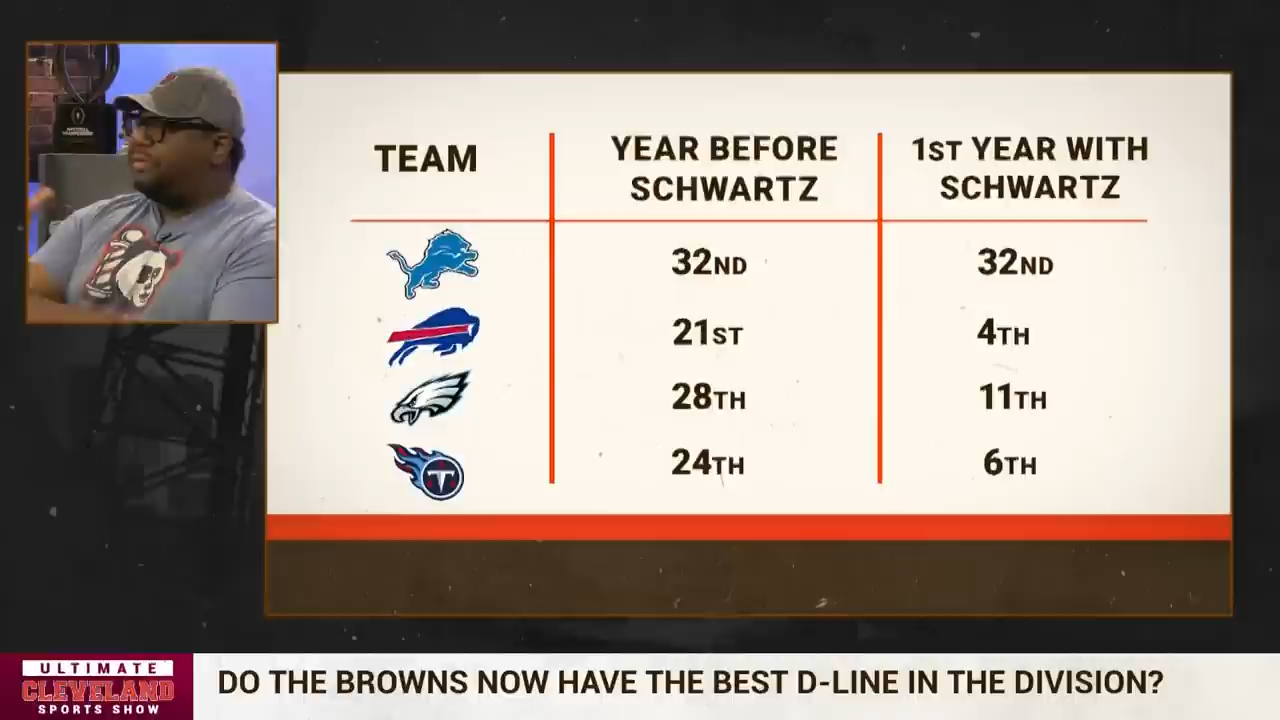 TEAM
YEAR BEFORE
SCHWARTZ
1ST YEAR WITH
SCHWARTZ
32ND
32ND
21ST
4TH
28TH
11TH
24TH
6TH
ULTIMATE
CLEVELAND
SPORTS SHOW
DO THE BROWNS NOW HAVE THE BEST D-LINE IN THE DIVISION?